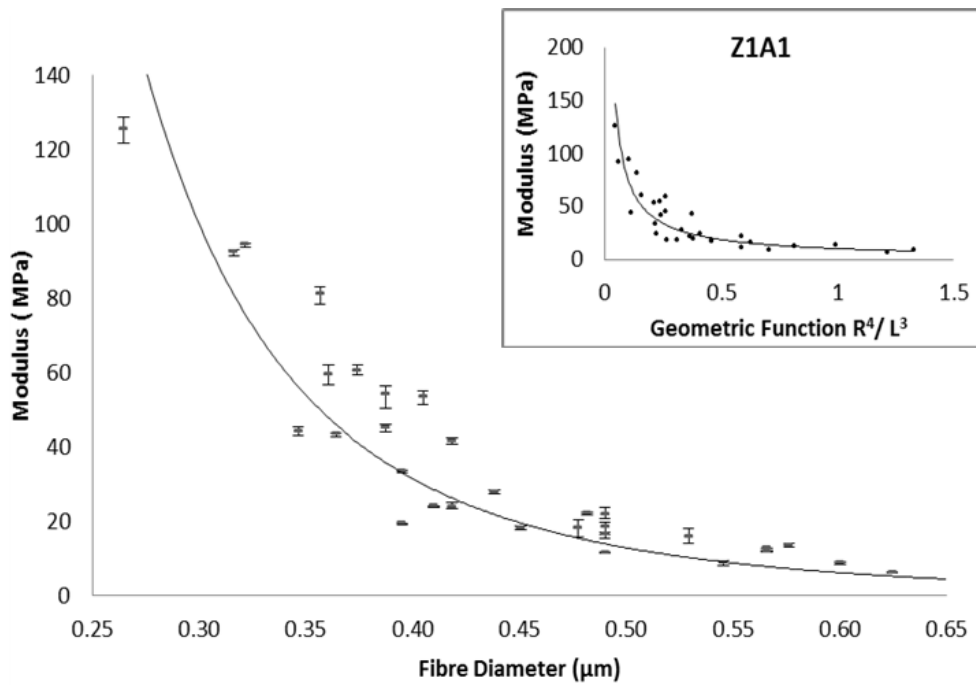 Z1A1
200
150
100
50
0
Modulus (MPa)
0 0.5 1 1.5
Geometric Function R⁴/ L³
140
120
100
80
60
40
20
0
Modulus ( MPa)
0.25 0.30 0.35 0.40 0.45 0.50 0.55 0.60 0.65
Fibre Diameter (µm)